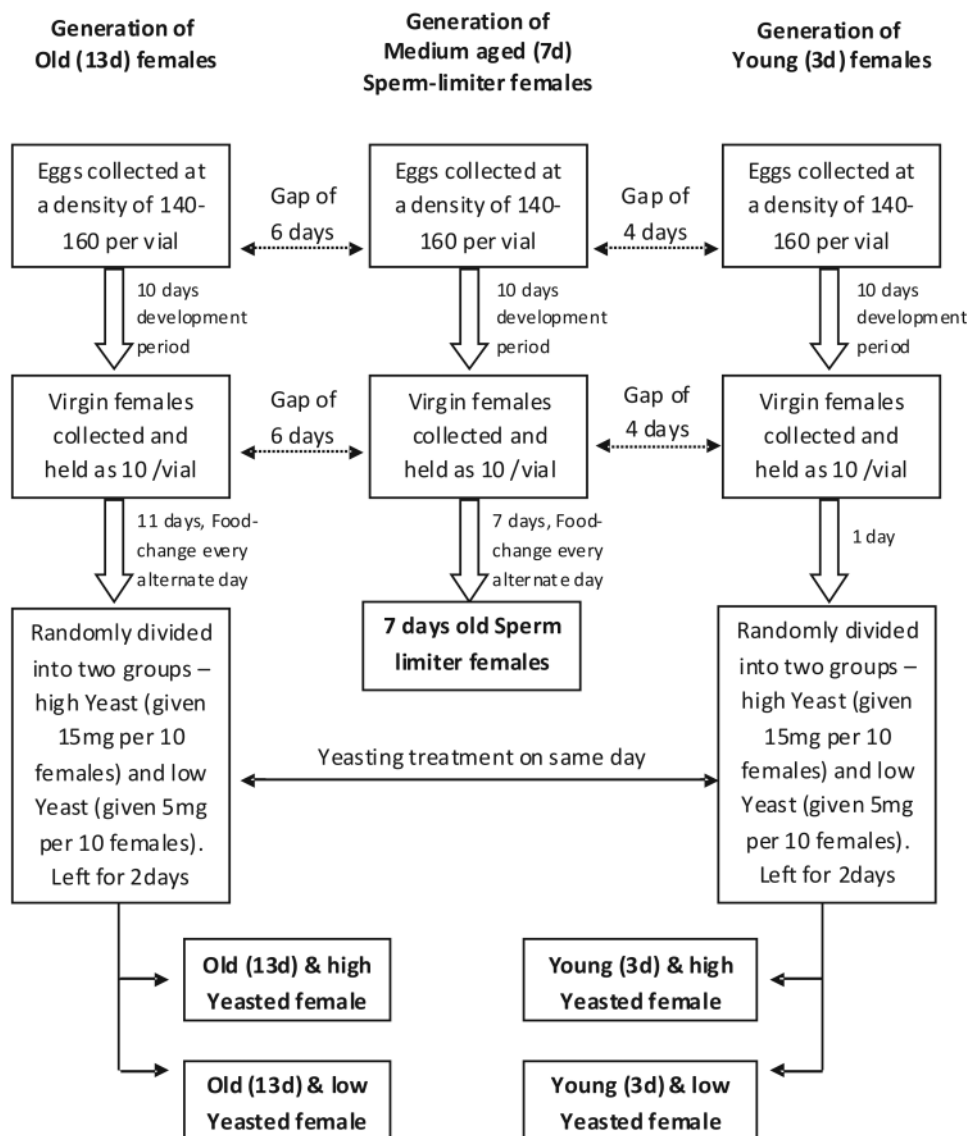 Generation of
Old (13d) females
Generation of
Medium aged (7d)
Sperm-limiter females
Generation of
Young (3d) females
Eggs collected at
a density of 140-
160 per vial
Gap of
6 days
Eggs collected at
a density of 140-
160 per vial
Gap of
4 days
Eggs collected at
a density of 140-
160 per vial
10 days
development
period
10 days
development
period
10 days
development
period
Virgin females
collected and
held as 10 /vial
Gap of
6 days
Virgin females
collected and
held as 10 /vial
Gap of
4 days
Virgin females
collected and
held as 10 /vial
11 days, Food-
change every
alternate day
7 days, Food-
change every
alternate day
1 day
Randomly divided
into two groups –
high Yeast (given
15mg per 10
females) and low
Yeast (given 5mg
per 10 females).
Left for 2days
7 days old Sperm
limiter females
Randomly divided
into two groups –
high Yeast (given
15mg per 10
females) and low
Yeast (given 5mg
per 10 females).
Left for 2days
Yeasting treatment on same day
Old (13d) & high
Yeasted female
Young (3d) & high
Yeasted female
Old (13d) & low
Yeasted female
Young (3d) & low
Yeasted female